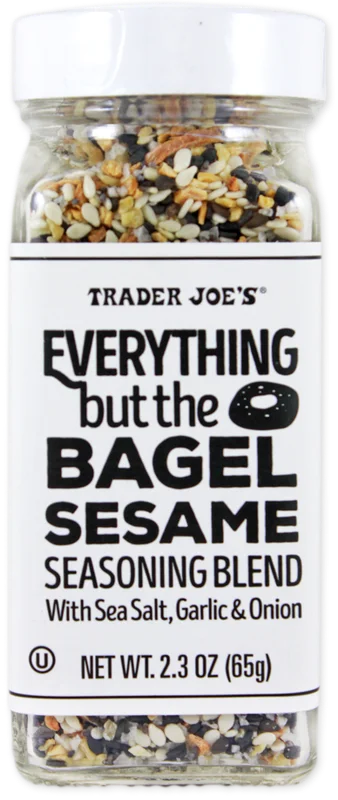 TRADER JOE'S®
EVERYTHING
but the
BAGEL
SESAME
SEASONING BLEND
With Sea Salt, Garlic & Onion
U NET WT. 2.3 OZ (65g)